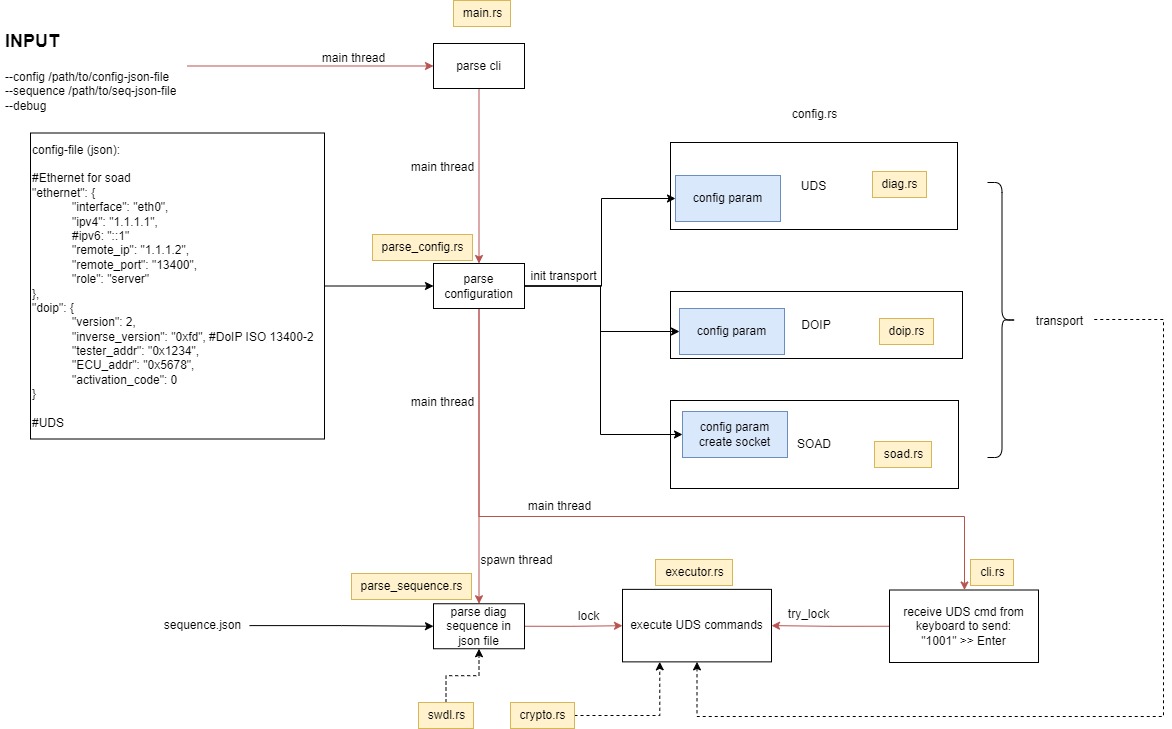 main.rs
INPUT
main thread
parse cli
--config /path/to/config-json-file
--sequence /path/to/seq-json-file
--debug
config.rs
config-file (json):
#Ethernet for soad
"ethernet": {
"interface": "eth0",
"ipv4": "1.1.1.1",
#ipv6: "::1"
"remote_ip": "1.1.1.2",
"remote_port": "13400",
"role": "server"
},
"doip": {
"version": 2,
"inverse_version": "0xfd", #DoIP ISO 13400-2
"tester_addr": "0x1234",
"ECU_addr": "0x5678",
"activation_code": 0
}
#UDS
main thread
parse_config.rs
parse
configuration
init transport
config param
UDS
diag.rs
config param
DOIP
doip.rs
config param
create socket
SOAD
soad.rs
transport
main thread
main thread
spawn thread
parse_sequence.rs
executor.rs
cli.rs
sequence.json
parse diag
sequence in
json file
lock
execute UDS commands
try_lock
receive UDS cmd from
keyboard to send:
"1001" >> Enter
swdl.rs
crypto.rs